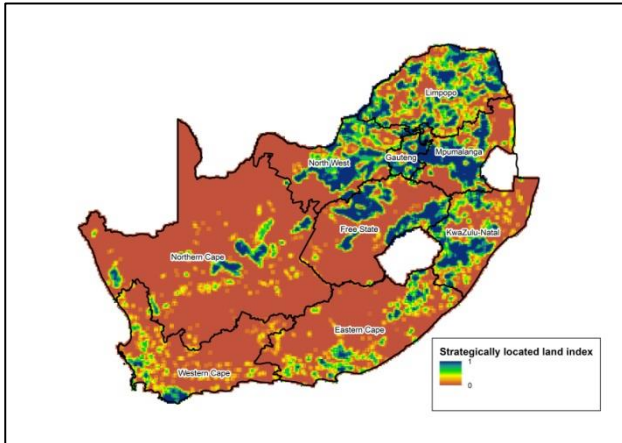 Limpopo
North West
Gauteng
Mpumalanga
Free State
KwaZulu-Natal
Northern Cape
Eastern Cape
Western Cape
Strategically located land index
1
0